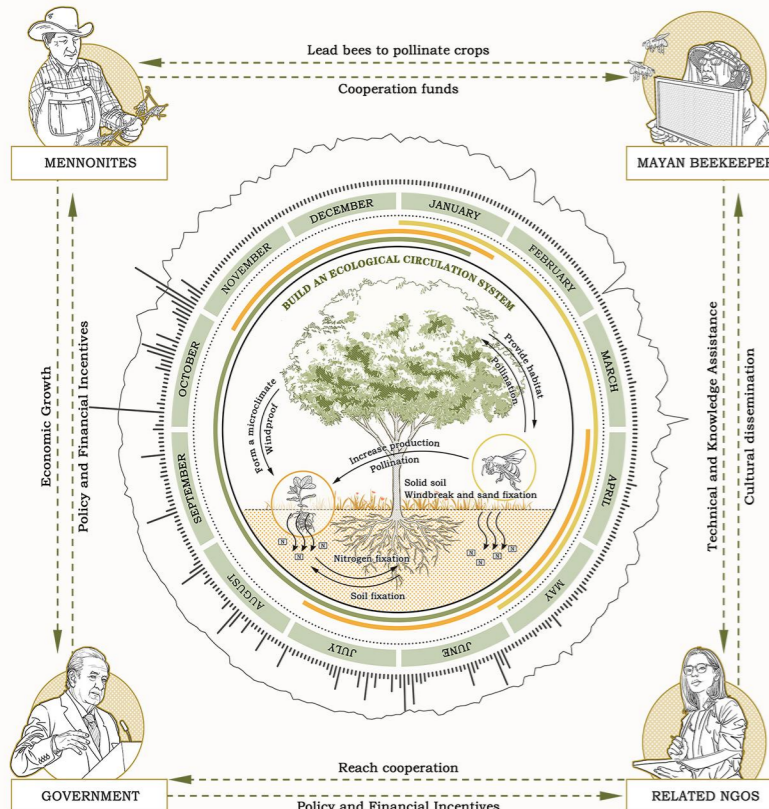 Lead bees to pollinate crops
Cooperation funds
MENNONITES
MAYAN BEEKEEPER
DECEMBER
JANUARY
NOVEMBER
FEBRUARY
BUILD AN ECOLOGICAL CIRCULATION SYSTEM
OCTOBER
MARCH
Provide habitat
Pollination
Form a microclimate
Windproof
Increase production
Pollination
Economic Growth
Policy and Financial Incentives
Technical and Knowledge Assistance
Cultural dissemination
Solid soil
Windbreak and sand fixation
SEPTEMBER
APRIL
N
N
N
N
N
N
N
Nitrogen fixation
Soil fixation
AUGUST
MAY
JULY
JUNE
Reach cooperation
GOVERNMENT
RELATED NGOS
Policy and Financial Incentives